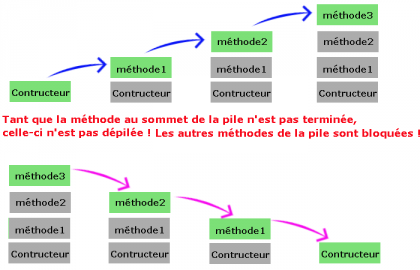 méthode3
méthode2 méthode2
méthode1 méthode1 méthode1
Contructeur Contructeur Contructeur Contructeur
Tant que la méthode au sommet de la pile n'est pas terminée,
celle-ci n'est pas dépilée ! Les autres méthodes de la pile sont bloquées !
méthode3
méthode2 méthode2
méthode1 méthode1 méthode1
Contructeur Contructeur Contructeur Contructeur